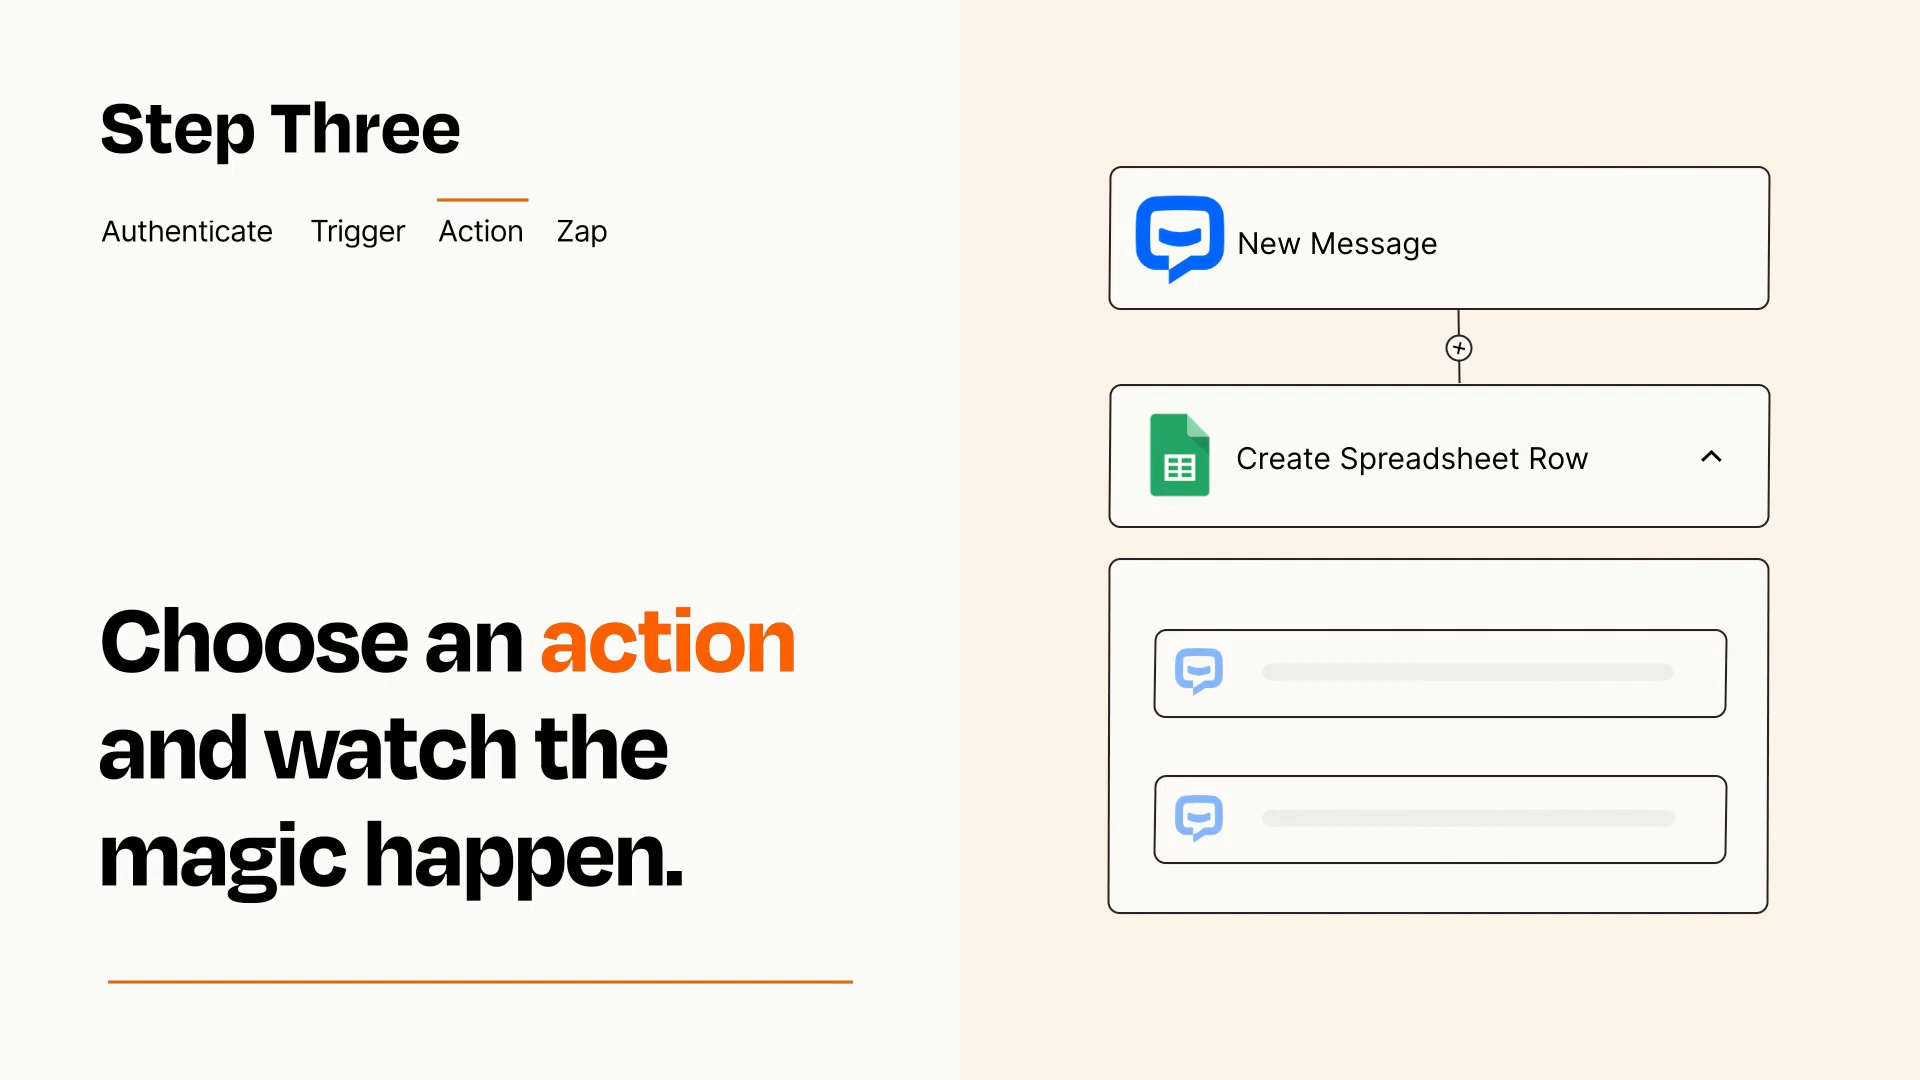 Step Three
Authenticate Trigger Action Zap
Choose an action
and watch the
magic happen.
New Message
Create Spreadsheet Row